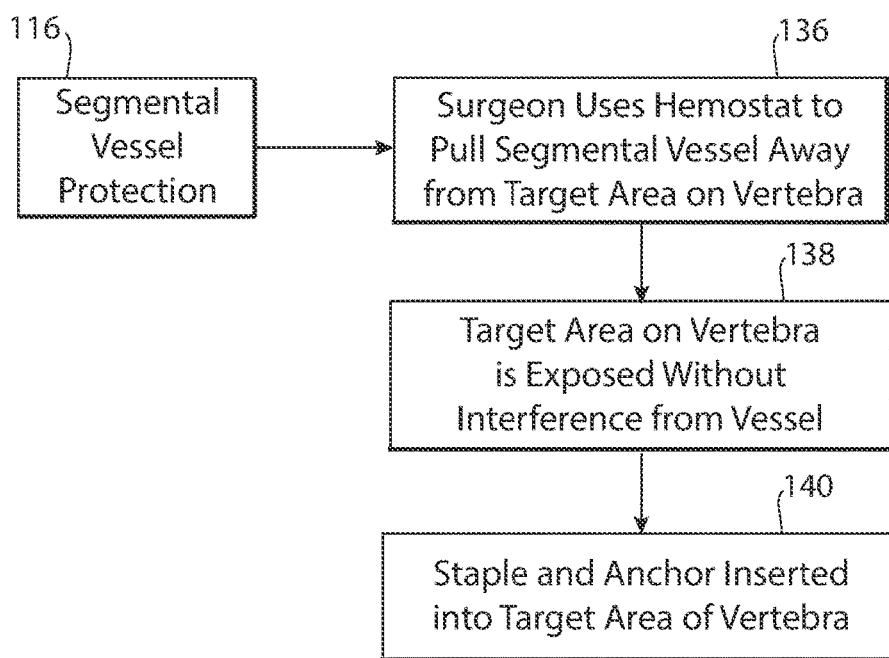 116
Segmental
Vessel
Protection
136
Surgeon Uses Hemostat to
Pull Segmental Vessel Away
from Target Area on Vertebra
138
Target Area on Vertebra
is Exposed Without
Interference from Vessel
140
Staple and Anchor Inserted
into Target Area of Vertebra